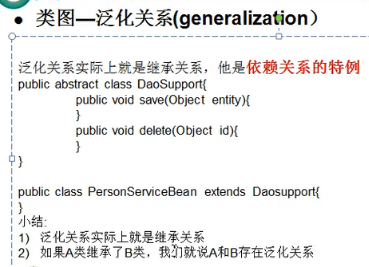 ● 类图—泛化关系(generalization）
泛化关系实际上就是继承关系，他是依赖关系的特例
public abstract class DaoSupport{
public void save(Object entity){
}
public void delete(Object id){
}
}
public class PersonServiceBean extends Daosupport{
}
小结:
1) 泛化关系实际上就是继承关系
2) 如果A类继承了B类，我们就说A和B存在泛化关系